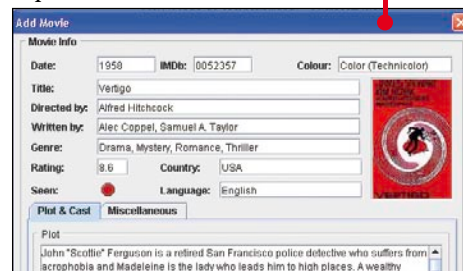 Add Movie
Movie Info
Date: 1958 IMDb: 0052357 Colour: Color (Technicolor)
Title: Vertigo
Directed by: Alfred Hitchcock
Written by: Alec Coppel, Samuel A. Taylor
Genre: Drama, Mystery, Romance, Thriller
Rating: 8.6 Country: USA
Seen: Language: English
VERTIGO
Plot & Cast Miscellaneous
Plot
John "Scottie" Ferguson is a retired San Francisco police detective who suffers from
acrophobia and Madeleine is the lady who leads him to high places. A wealthy